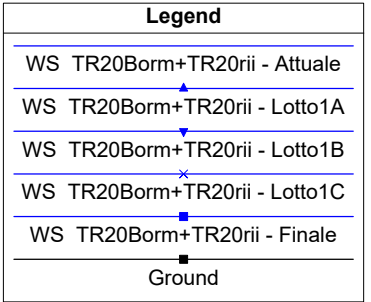 Legend
WS  TR20Borm+TR20rii - Attuale
WS  TR20Borm+TR20rii - Lotto1A
WS  TR20Borm+TR20rii - Lotto1B
WS  TR20Borm+TR20rii - Lotto1C
WS  TR20Borm+TR20rii - Finale
Ground